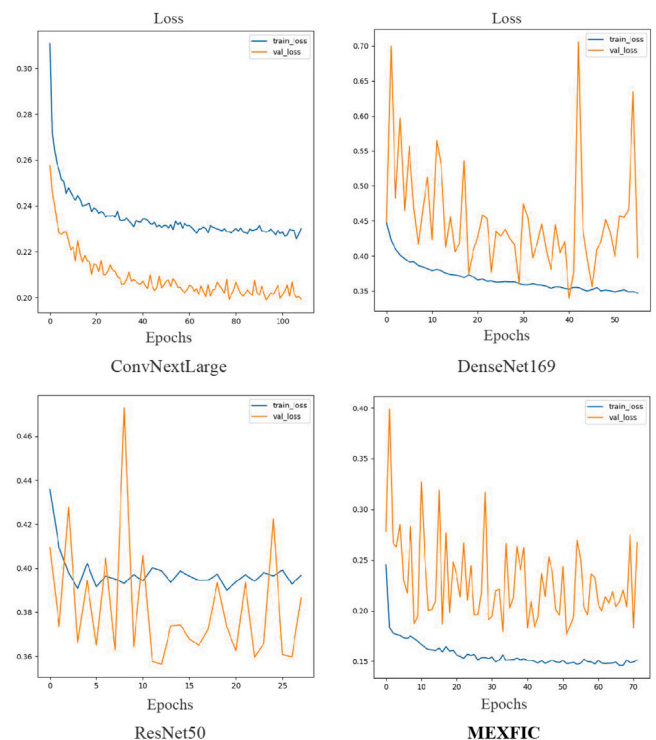 Loss
train_loss
val_loss
0.30
0.28
0.26
0.24
0.22
0.20
0 20 40 60 80 100
Epochs
ConvNextLarge
Loss
train_loss
val_loss
0.70
0.65
0.60
0.55
0.50
0.45
0.40
0.35
0 10 20 30 40 50
Epochs
DenseNet169
train_loss
val_loss
0.46
0.44
0.42
0.40
0.38
0.36
0 5 10 15 20 25
Epochs
ResNet50
train_loss
val_loss
0.40
0.35
0.30
0.25
0.20
0.15
0 10 20 30 40 50 60 70
Epochs
MEXFIC